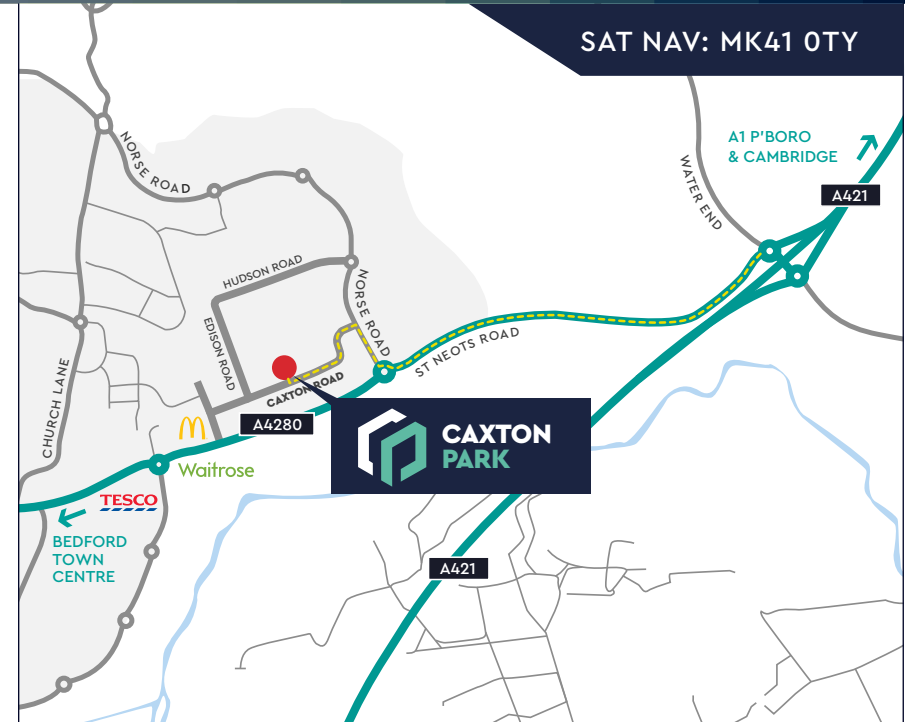 SAT NAV: MK41 0TY
A1 P'BORO
& CAMBRIDGE
A421
WATER END
NORSE ROAD
HUDSON ROAD
NORSE ROAD
EDISON ROAD
ST NEOTS ROAD
CAXTON ROAD
CHURCH LANE
A4280
CAXTON
PARK
Waitrose
TESCO
BEDFORD
TOWN
CENTRE
A421